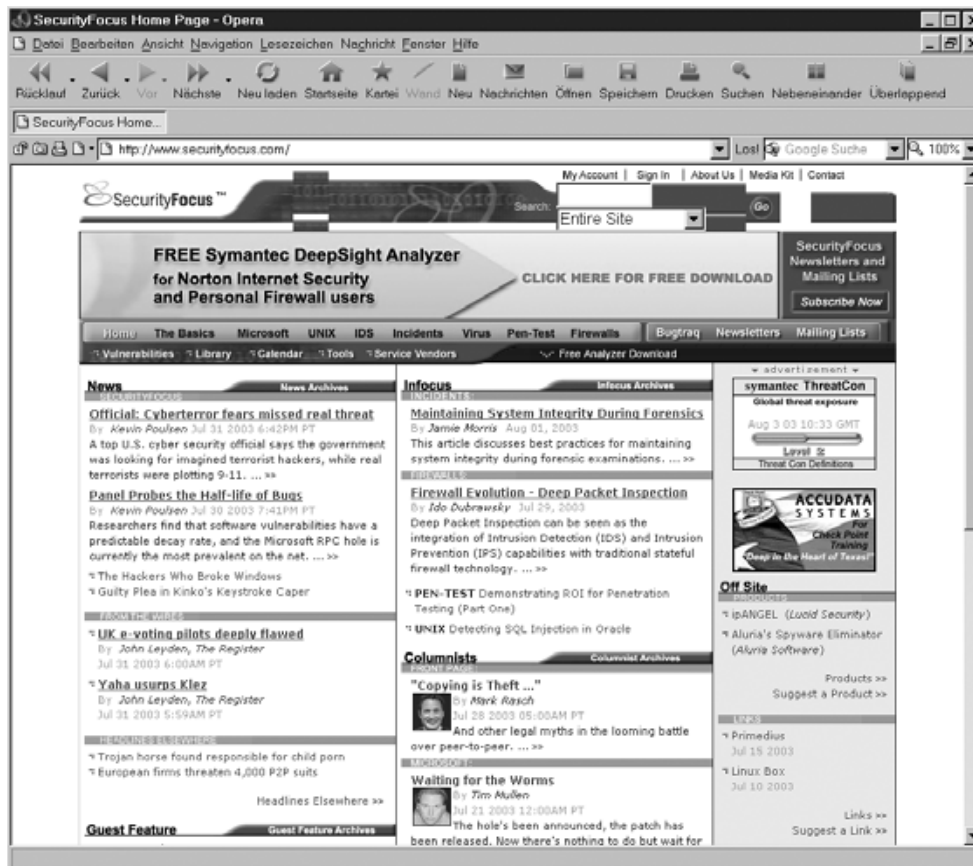 SecurityFocus Home Page - Opera
Datei Bearbeiten Ansicht Navigation Lesezeichen Nachricht Fenster Hilfe
Rücklauf Zurück Vor Nächste Neu laden Startseite Kartei Wand Neu Nachrichten Öffnen Speichern Drucken Suchen Nebeneinander Überlappend
SecurityFocus Home...
http://www.securityfocus.com/ Los! Google Suche 100%
My Account | Sign In | About Us | Media Kit | Contact
SecurityFocus™
Search: Go
Entire Site
FREE Symantec DeepSight Analyzer
for Norton Internet Security
and Personal Firewall users
CLICK HERE FOR FREE DOWNLOAD
SecurityFocus
Newsletters and
Mailing Lists
Subscribe Now
Home The Basics Microsoft UNIX IDS Incidents Virus Pen-Test Firewalls Bugtraq Newsletters Mailing Lists
Vulnerabilities Library Calendar Tools Service Vendors Free Analyzer Download
News News Archives
SECURITYFOCUS
Official: Cyberterror fears missed real threat
By Kevin Poulsen Jul 31 2003 6:42PM PT
A top U.S. cyber security official says the government
was looking for imagined terrorist hackers, while real
terrorists were plotting 9-11. ... >>
Panel Probes the Half-life of Bugs
By Kevin Poulsen Jul 30 2003 7:41PM PT
Researchers find that software vulnerabilities have a
predictable decay rate, and the Microsoft RPC hole is
currently the most prevalent on the net. ... >>
The Hackers Who Broke Windows
Guilty Plea in Kinko's Keystroke Caper
FROM THE WIRES
UK e-voting pilots deeply flawed
By John Leyden, The Register
Jul 31 2003 6:00AM PT
Yaha usurps Klez
By John Leyden, The Register
Jul 31 2003 5:59AM PT
HEADLINES ELSEWHERE
Trojan horse found responsible for child porn
European firms threaten 4,000 P2P suits
Headlines Elsewhere >>
Guest Feature Guest Feature Archives
Infocus Infocus Archives
INCIDENTS:
Maintaining System Integrity During Forensics
By Jamie Morris Aug 01, 2003
This article discusses best practices for maintaining
system integrity during forensic examinations. ... >>
FIREWALLS:
Firewall Evolution - Deep Packet Inspection
By Ido Dubrawsky Jul 29, 2003
Deep Packet Inspection can be seen as the
integration of Intrusion Detection (IDS) and Intrusion
Prevention (IPS) capabilities with traditional stateful
firewall technology. ... >>
PEN-TEST Demonstrating ROI for Penetration
Testing (Part One)
UNIX Detecting SQL Injection in Oracle
Columnists Columnist Archives
FRONT PAGE:
"Copying is Theft ..."
By Mark Rasch
Jul 28 2003 05:00AM PT
And other legal myths in the looming battle
over peer-to-peer. ... >>
MICROSOFT:
Waiting for the Worms
By Tim Mullen
Jul 21 2003 12:00AM PT
The hole's been announced, the patch has
been released. Now there's nothing to do but wait for
advertizement
symantec ThreatCon
Global threat exposure
Aug 3 03 10:33 GMT
Level 2
Threat Con Definitions
ACCUDATA
SYSTEMS
For
Check Point
Training
"Deep in the Heart of Texas!"
Off Site
PRODUCTS
ipANGEL (Lucid Security)
Aluria's Spyware Eliminator
(Aluria Software)
Products >>
Suggest a Product >>
LINKS
Primedius
Jul 15 2003
Linux Box
Jul 10 2003
Links >>
Suggest a Link >>